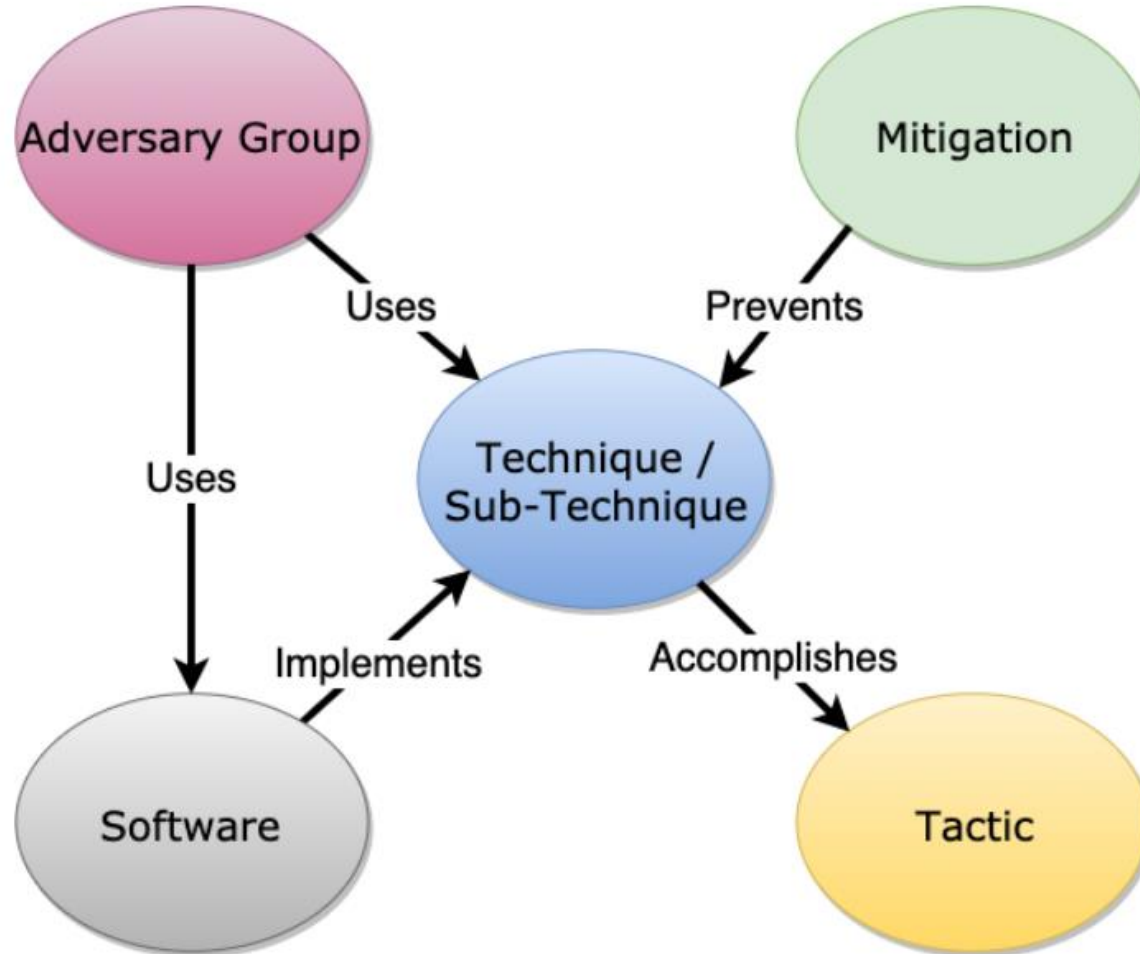 Adversary Group
Mitigation
Uses
Prevents
Technique /
Sub-Technique
Uses
Implements
Accomplishes
Software
Tactic